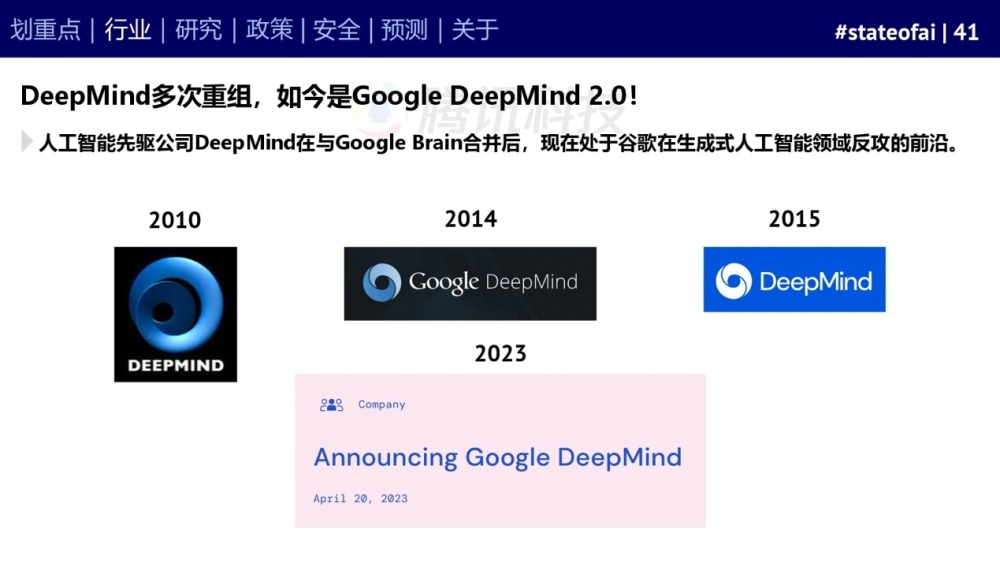 划重点 | 行业 | 研究 | 政策 | 安全 | 预测 | 关于
#stateofai | 41
DeepMind多次重组，如今是Google DeepMind 2.0！
腾讯科技
人工智能先驱公司DeepMind在与Google Brain合并后，现在处于谷歌在生成式人工智能领域反攻的前沿。
2010
2014
2015
DEEPMIND
Google DeepMind
DeepMind
2023
Company
Announcing Google DeepMind
April 20, 2023